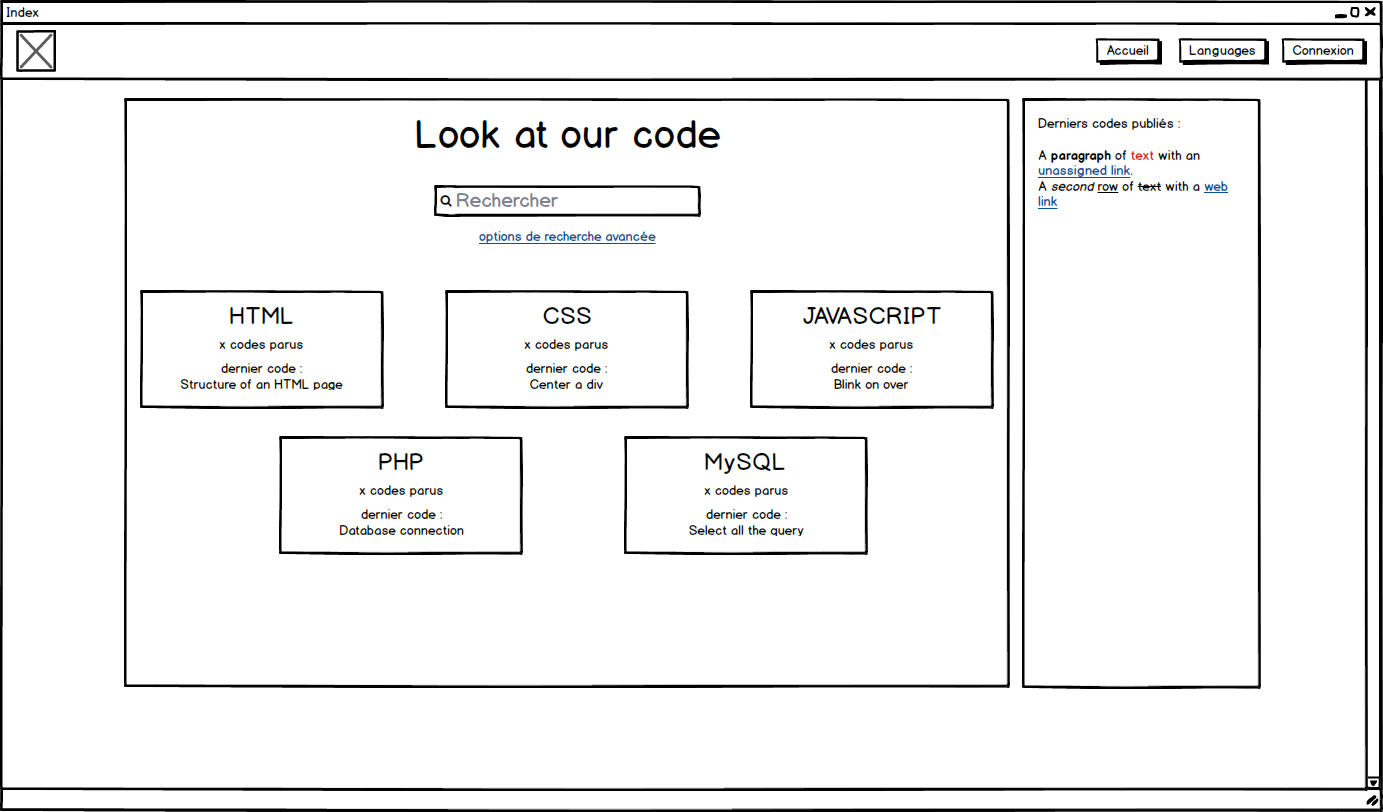 Index
Accueil
Languages
Connexion
Look at our code
Rechercher
options de recherche avancée
HTML
x codes parus
dernier code :
Structure of an HTML page
CSS
x codes parus
dernier code :
Center a div
JAVASCRIPT
x codes parus
dernier code :
Blink on over
PHP
x codes parus
dernier code :
Database connection
MySQL
x codes parus
dernier code :
Select all the query
Derniers codes publiés :
A paragraph of text with an
unassigned link.
A second row of text with a web
link